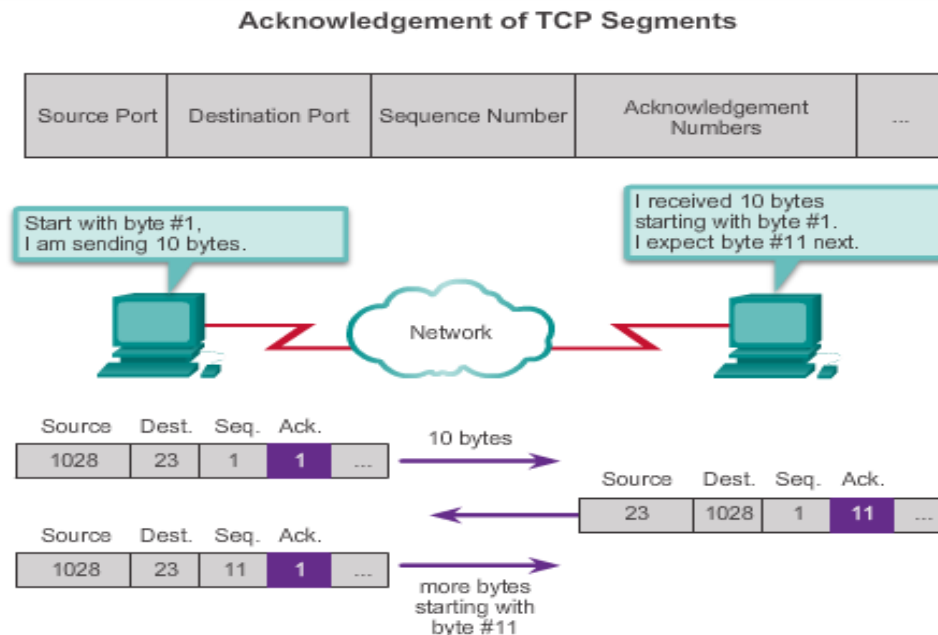 Acknowledgement of TCP Segments
Source Port Destination Port Sequence Number Acknowledgement Numbers ...
Start with byte #1,
I am sending 10 bytes.
I received 10 bytes
starting with byte #1.
I expect byte #11 next.
Network
Source Dest. Seq. Ack.
1028 23 1 1 ...
10 bytes
Source Dest. Seq. Ack.
23 1028 1 11 ...
Source Dest. Seq. Ack.
1028 23 11 1 ...
more bytes
starting with
byte #11